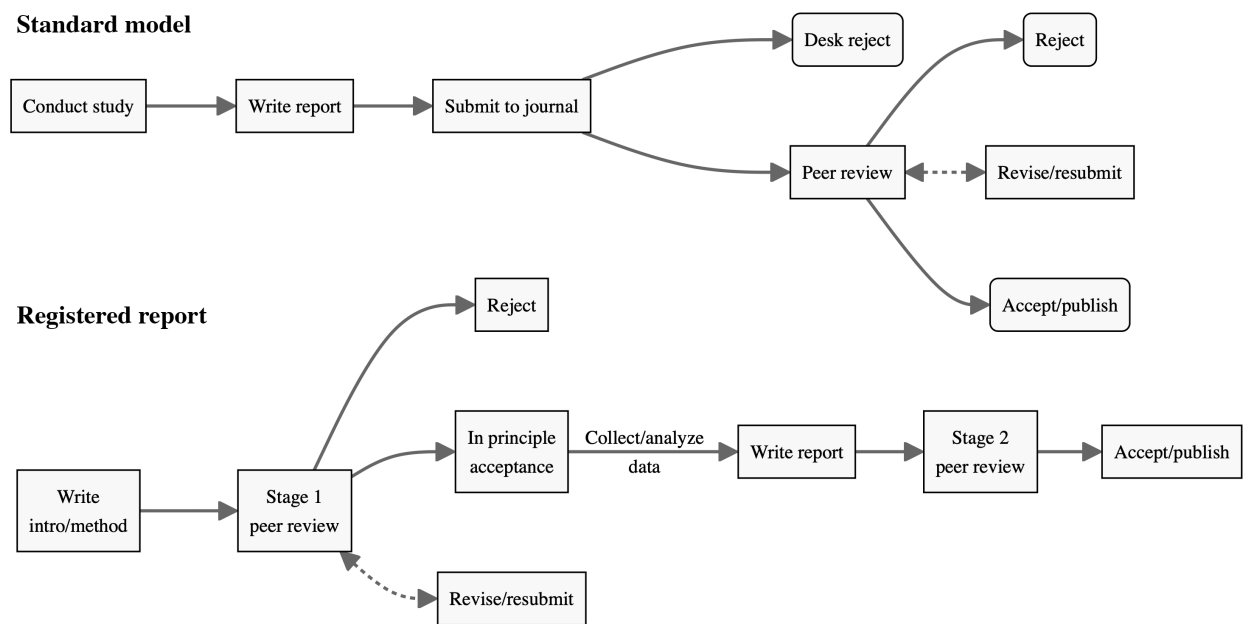 Standard model
Desk reject
Reject
Conduct study
Write report
Submit to journal
Peer review
Revise/resubmit
Accept/publish
Registered report
Reject
In principle
acceptance
Collect/analyze
data
Write report
Stage 2
peer review
Accept/publish
Write
intro/method
Stage 1
peer review
Revise/resubmit